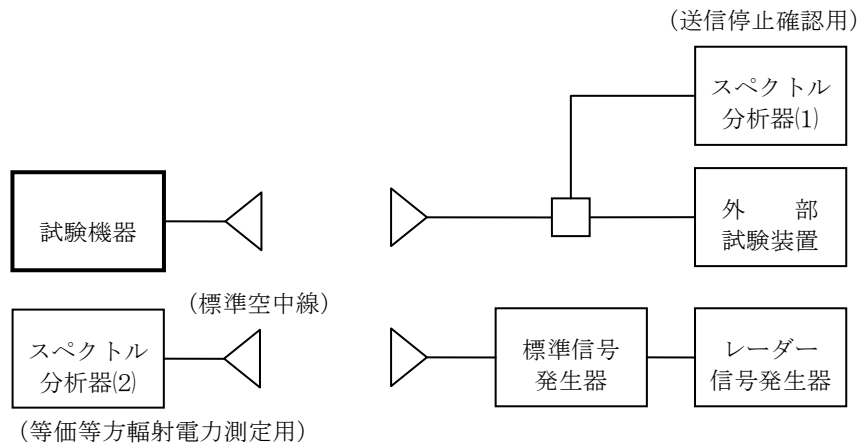 （送信停止確認用）
スペクトル
分析器⑴
試験機器
外　　部
試験装置
（標準空中線）
スペクトル
分析器⑵
標準信号
発生器
レーダー
信号発生器
（等価等方輻射電力測定用）